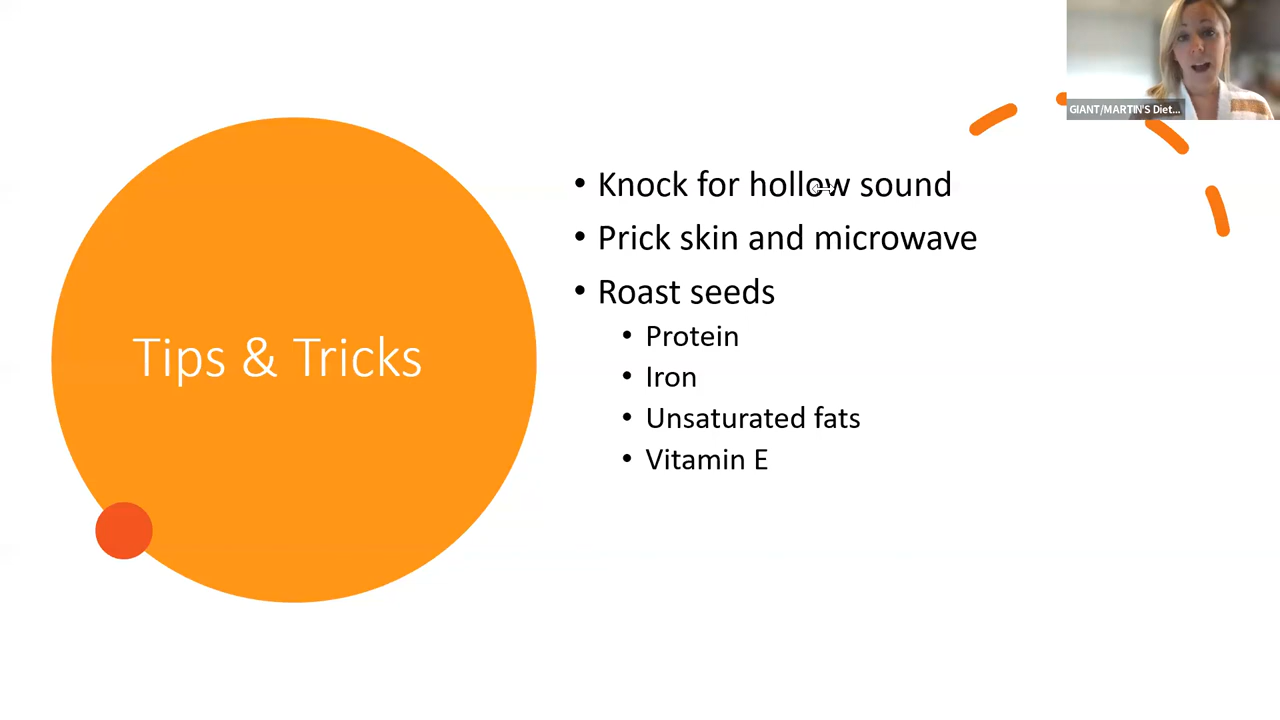 GIANT/MARTIN'S Diet...
• Knock for hollow sound
• Prick skin and microwave
• Roast seeds
• Protein
• Iron
• Unsaturated fats
• Vitamin E
Tips & Tricks